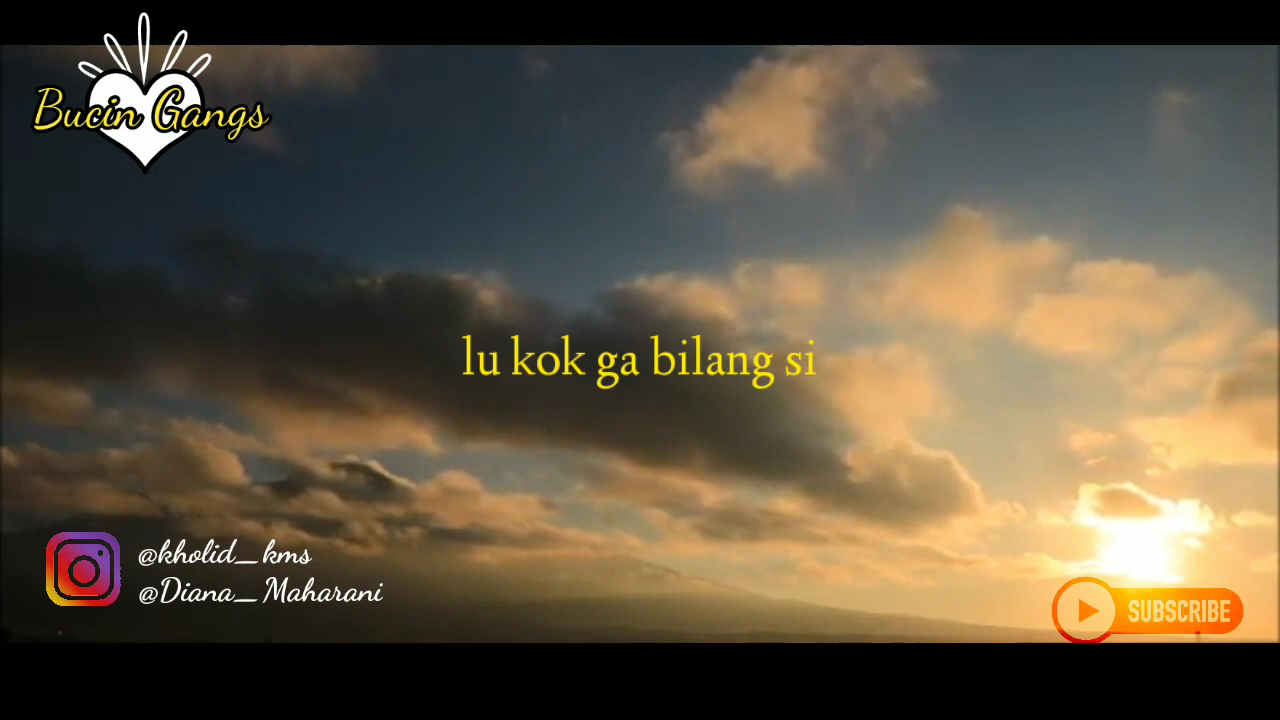 Bucin Gangs
lu kok ga bilang si
@kholid_kms
@Diana_Maharani
SUBSCRIBE